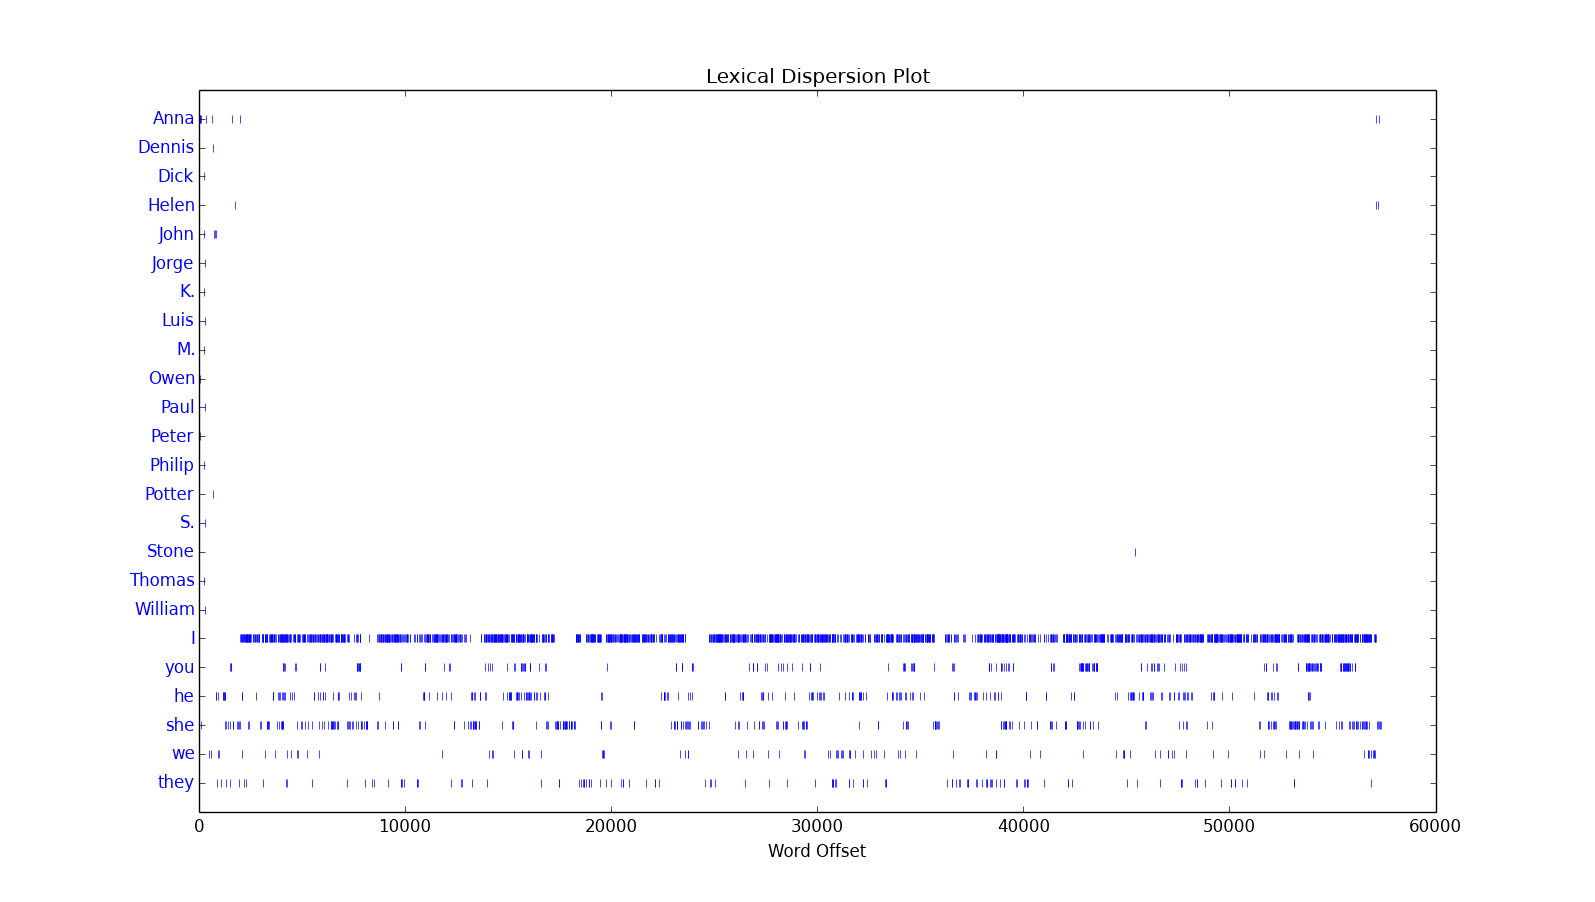 Lexical Dispersion Plot
Anna
Dennis
Dick
Helen
John
Jorge
K.
Luis
M.
Owen
Paul
Peter
Philip
Potter
S.
Stone
Thomas
William
I
you
he
she
we
they
0 10000 20000 30000 40000 50000 60000
Word Offset